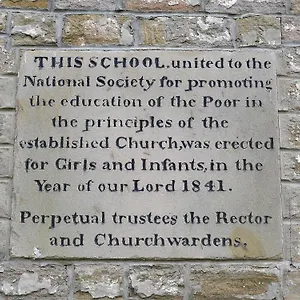 THIS SCHOOL, united to the
National Society for promoting
the education of the Poor in
the principles of the
established Church, was erected
for Girls and Infants, in the
Year of our Lord 1841.
Perpetual trustees the Rector
and Churchwardens.